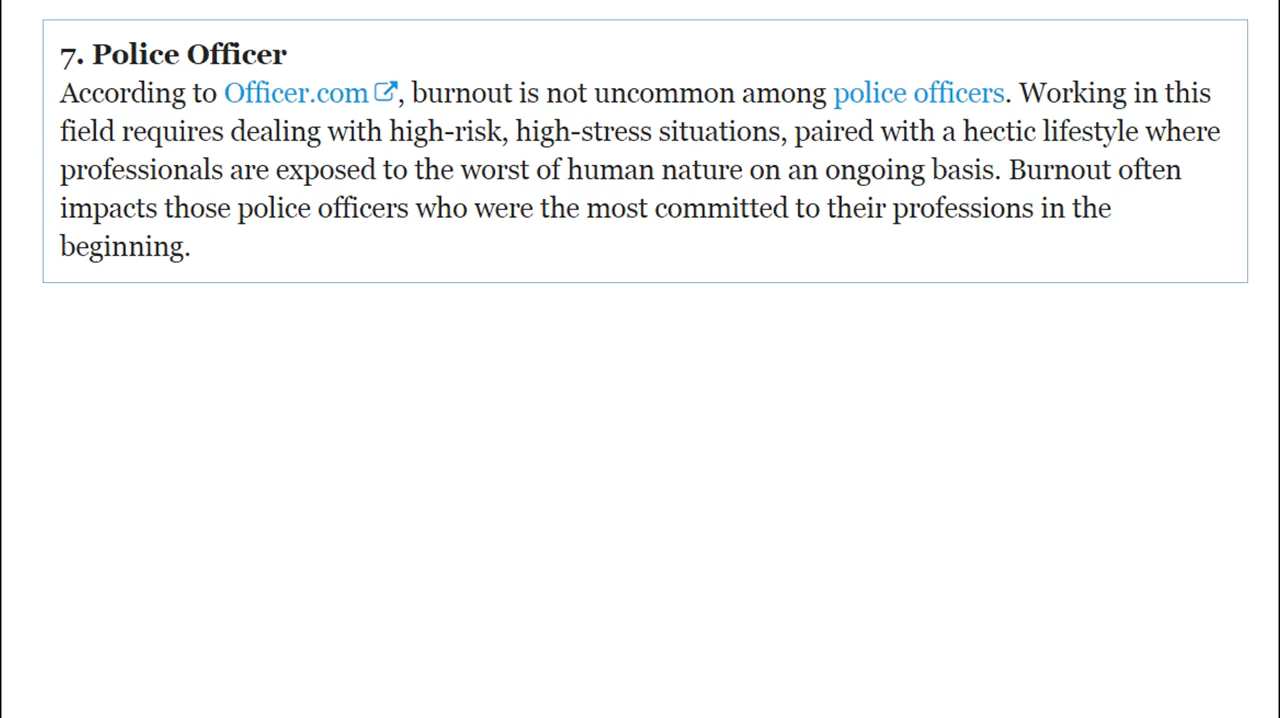 7. Police Officer
According to Officer.com, burnout is not uncommon among police officers. Working in this
field requires dealing with high-risk, high-stress situations, paired with a hectic lifestyle where
professionals are exposed to the worst of human nature on an ongoing basis. Burnout often
impacts those police officers who were the most committed to their professions in the
beginning.